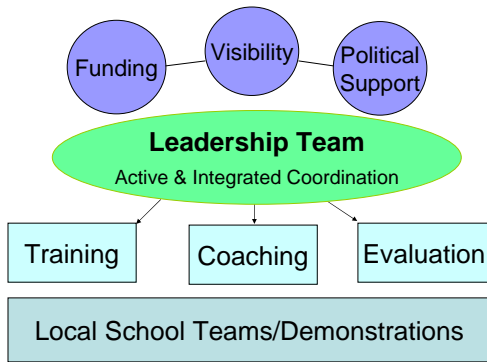 Funding
Visibility
Political
Support
Leadership Team
Active & Integrated Coordination
Training
Coaching
Evaluation
Local School Teams/Demonstrations